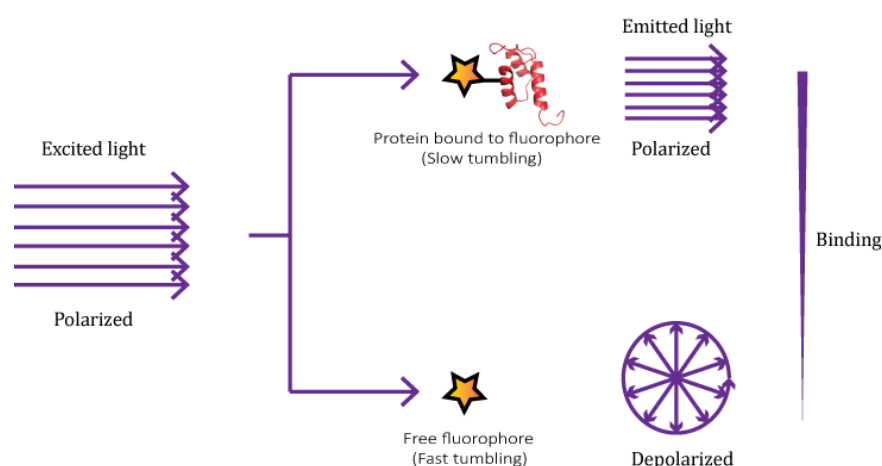 Excited light
Polarized
Protein bound to fluorophore
(Slow tumbling)
Emitted light
Polarized
Binding
Free fluorophore
(Fast tumbling)
Depolarized